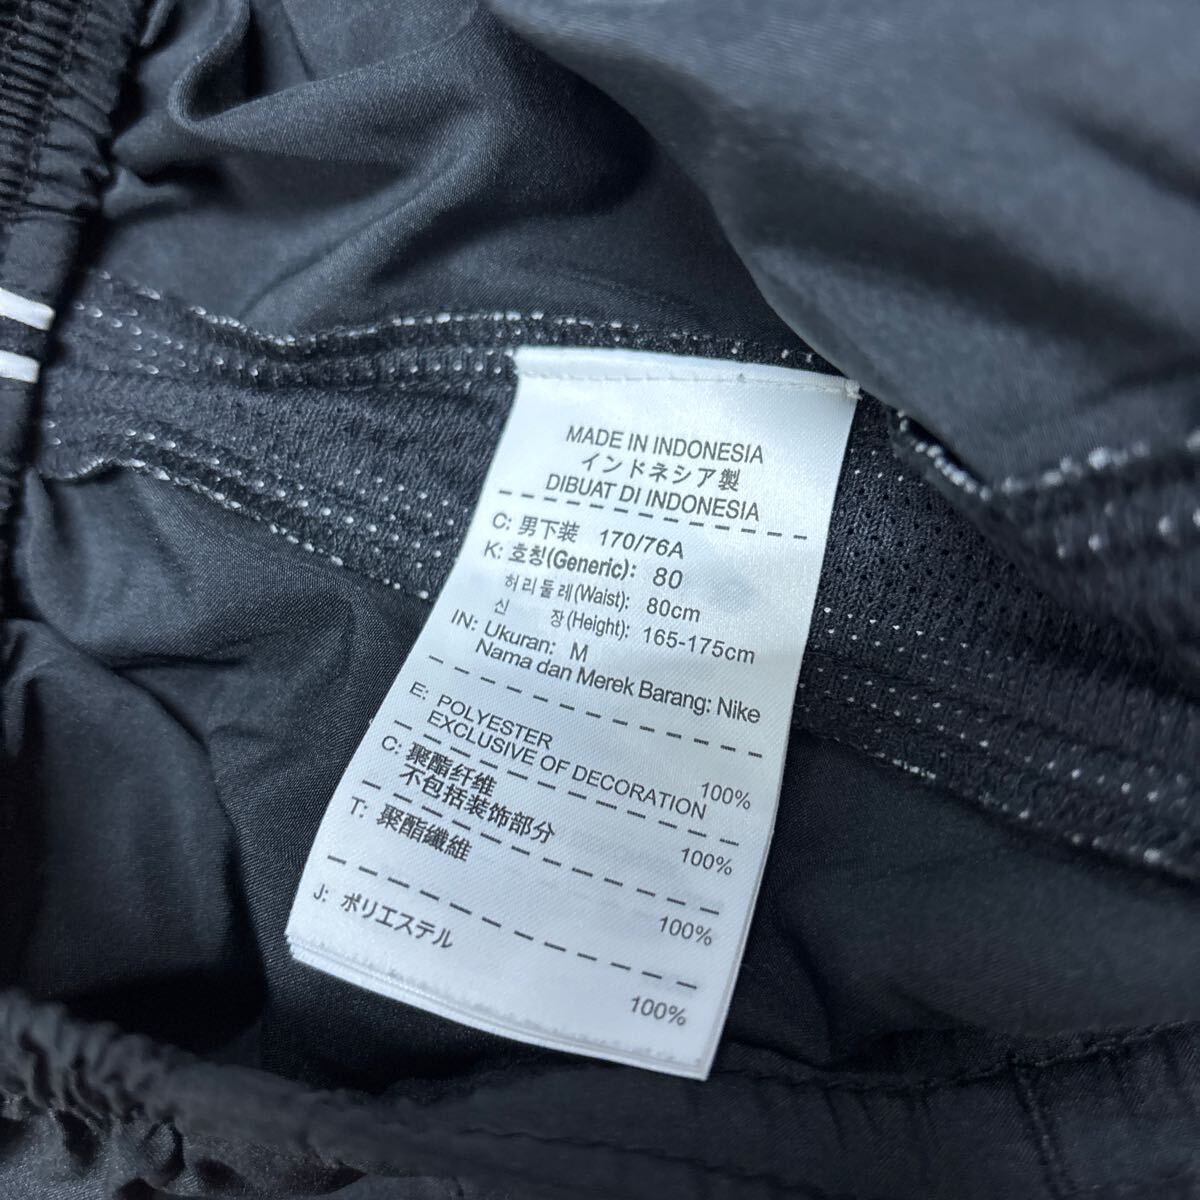 MADE IN INDONESIA
インドネシア製
DIBUAT DI INDONESIA
C: 男下装 170/76A
K: 호칭(Generic): 80
허리둘레(Waist): 80cm
신 장(Height): 165-175cm
IN: Ukuran: M
Nama dan Merek Barang: Nike
E: POLYESTER 100%
EXCLUSIVE OF DECORATION
C: 聚酯纤维 100%
不包括装饰部分
T: 聚酯纖維 100%
J: ポリエステル 100%